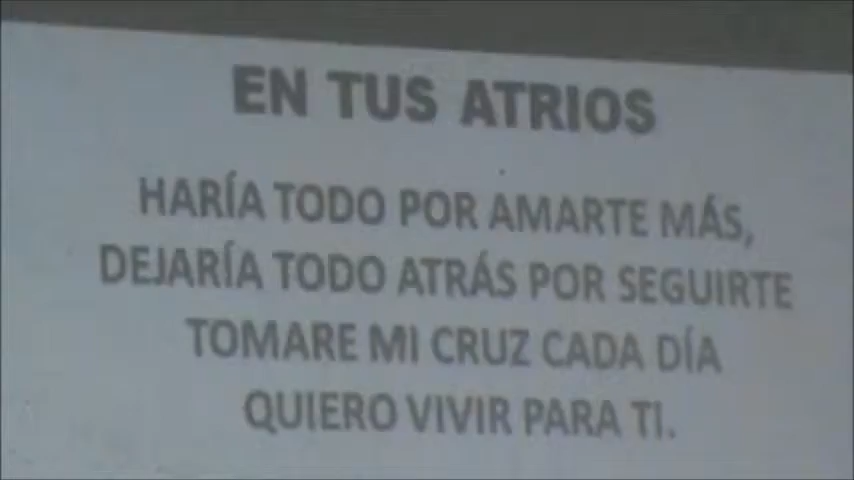 EN TUS ATRIOS
HARÍA TODO POR AMARTE MÁS,
DEJARÍA TODO ATRÁS POR SEGUIRTE
TOMARE MI CRUZ CADA DÍA
QUIERO VIVIR PARA TI.